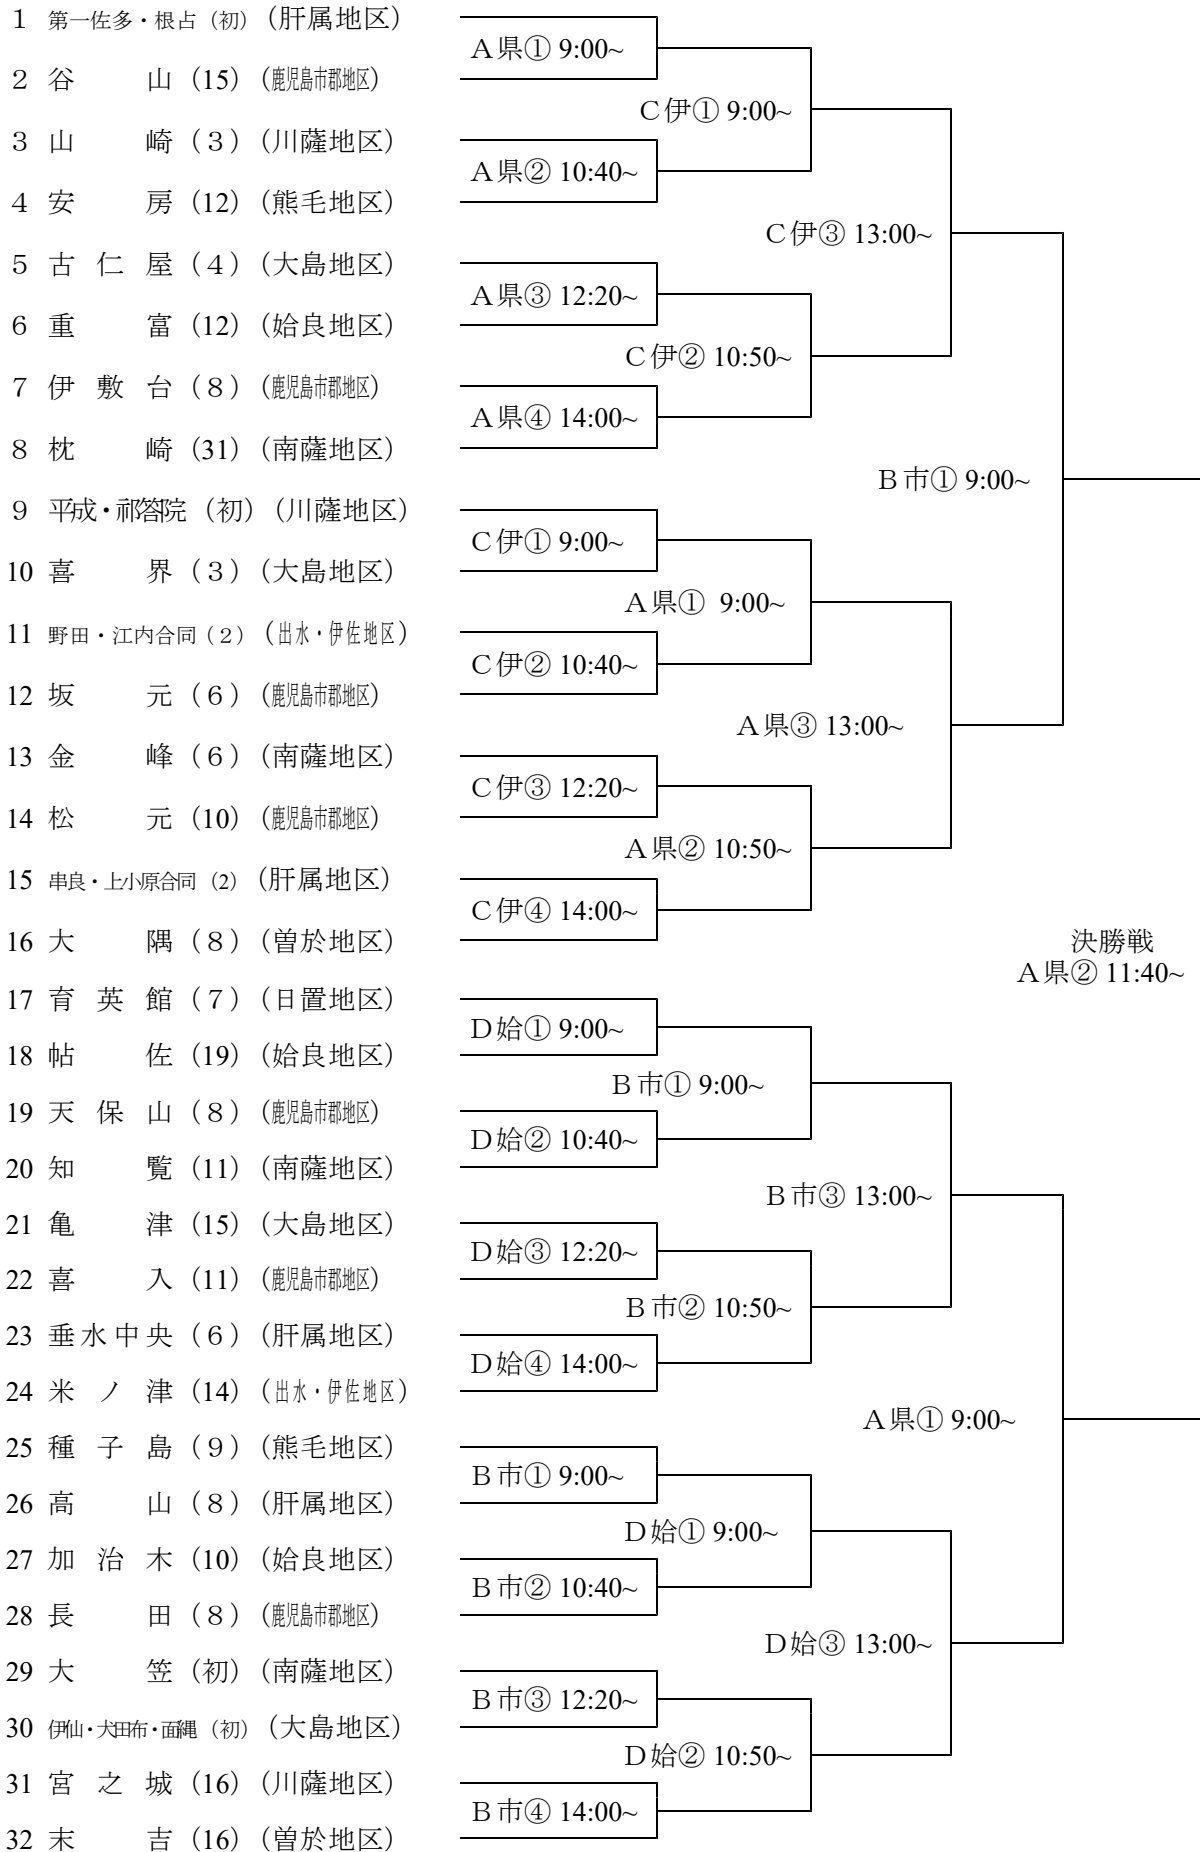 1 第一佐多・根占（初）（肝属地区）
A県① 9:00~
2 谷山（15）（鹿児島市郡地区）
C伊① 9:00~
3 山崎（3）（川薩地区）
A県② 10:40~
4 安房（12）（熊毛地区）
C伊③ 13:00~
5 古仁屋（4）（大島地区）
A県③ 12:20~
6 重富（12）（姶良地区）
C伊② 10:50~
7 伊敷台（8）（鹿児島市郡地区）
A県④ 14:00~
8 枕崎（31）（南薩地区）
B市① 9:00~
9 平成・祁答院（初）（川薩地区）
C伊① 9:00~
10 喜界（3）（大島地区）
A県① 9:00~
11 野田・江内合同（2）（出水・伊佐地区）
C伊② 10:40~
12 坂元（6）（鹿児島市郡地区）
A県③ 13:00~
13 金峰（6）（南薩地区）
C伊③ 12:20~
14 松元（10）（鹿児島市郡地区）
A県② 10:50~
15 串良・上小原合同（2）（肝属地区）
C伊④ 14:00~
16 大隅（8）（曽於地区）
決勝戦
A県② 11:40~
17 育英館（7）（日置地区）
D姶① 9:00~
18 帖佐（19）（姶良地区）
B市① 9:00~
19 天保山（8）（鹿児島市郡地区）
D姶② 10:40~
20 知覧（11）（南薩地区）
B市③ 13:00~
21 亀津（15）（大島地区）
D姶③ 12:20~
22 喜入（11）（鹿児島市郡地区）
B市② 10:50~
23 垂水中央（6）（肝属地区）
D姶④ 14:00~
24 米ノ津（14）（出水・伊佐地区）
A県① 9:00~
25 種子島（9）（熊毛地区）
B市① 9:00~
26 高山（8）（肝属地区）
D姶① 9:00~
27 加治木（10）（姶良地区）
B市② 10:40~
28 長田（8）（鹿児島市郡地区）
D姶③ 13:00~
29 大笠（初）（南薩地区）
B市③ 12:20~
30 伊仙・犬田布・面縄（初）（大島地区）
D姶② 10:50~
31 宮之城（16）（川薩地区）
B市④ 14:00~
32 末吉（16）（曽於地区）